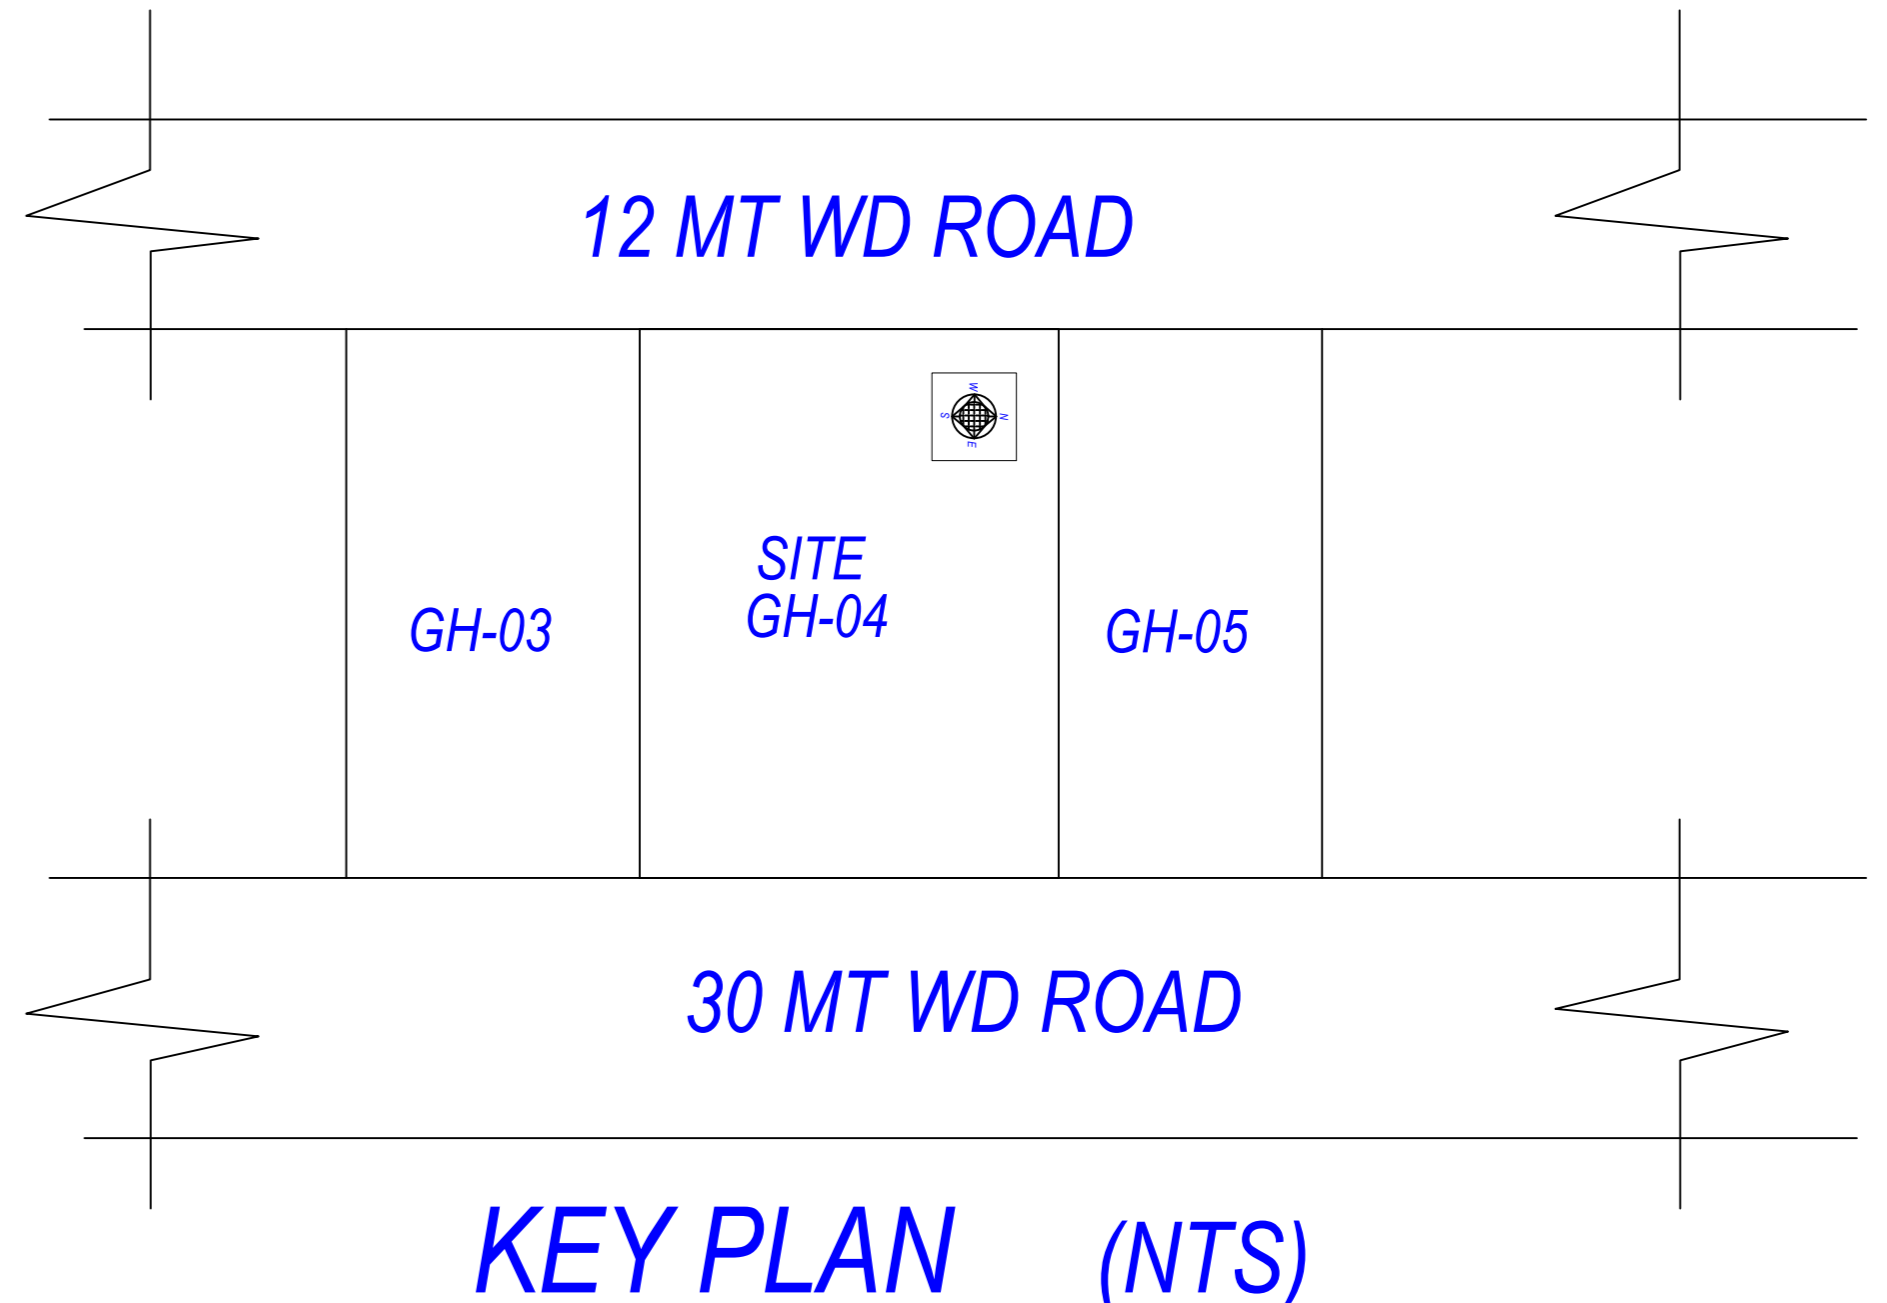 12 MT WD ROAD
W
S
N
E
SITE
GH-04
GH-03
GH-05
30 MT WD ROAD
KEY PLAN (NTS)